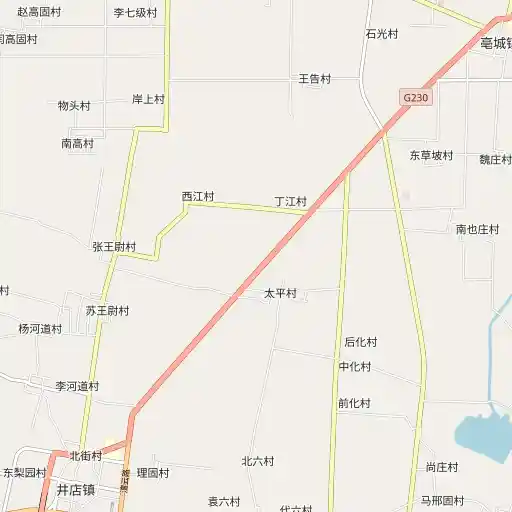 赵高固村
李七级村
石光村
亳城镇
王告村
G230
物头村
岸上村
南高村
东草坡村
魏庄村
西江村
丁江村
南也庄村
张王尉村
太平村
苏王尉村
杨河道村
后化村
中化村
李河道村
前化村
北街村
北六村
东梨园村
理固村
尚庄村
井店镇
袁六村
代六村
马邢固村